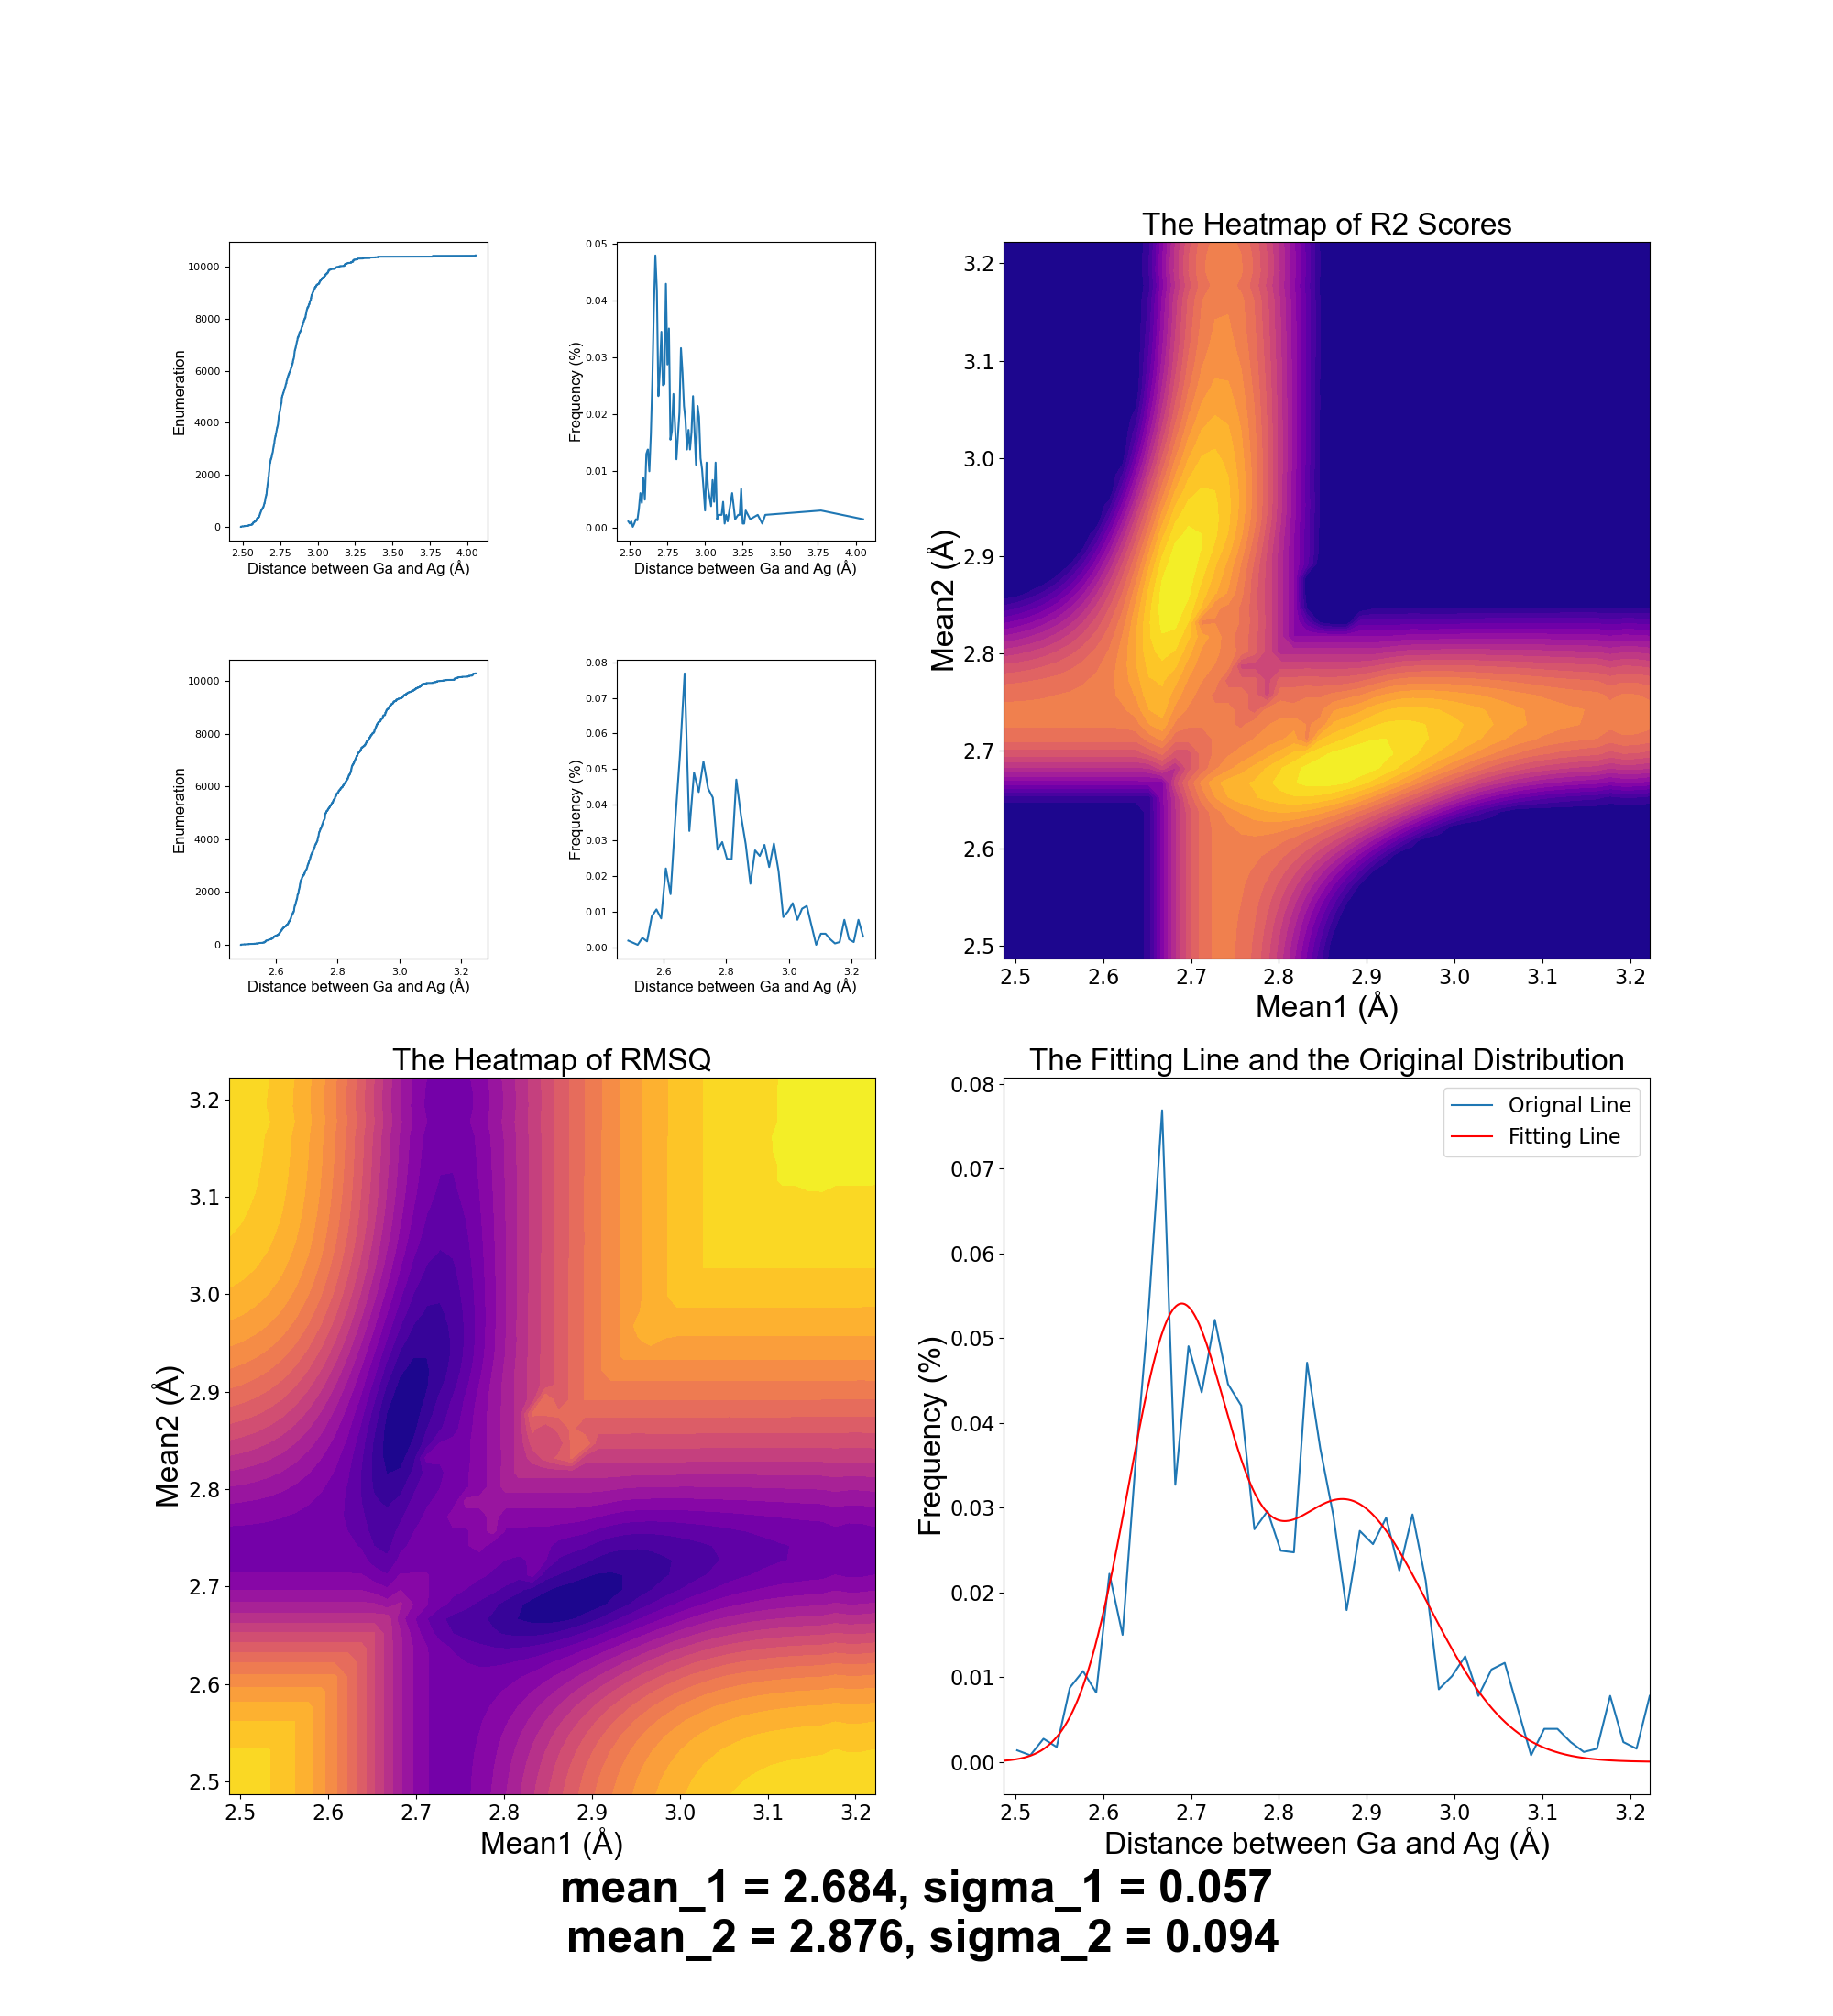 10000
8000
6000
4000
2000
0
Enumeration
2.50 2.75 3.00 3.25 3.50 3.75 4.00
Distance between Ga and Ag (Å)
0.05
0.04
0.03
0.02
0.01
0.00
Frequency (%)
2.50 2.75 3.00 3.25 3.50 3.75 4.00
Distance between Ga and Ag (Å)
The Heatmap of R2 Scores
3.2
3.1
3.0
2.9
2.8
2.7
2.6
2.5
Mean2 (Å)
2.5 2.6 2.7 2.8 2.9 3.0 3.1 3.2
Mean1 (Å)
10000
8000
6000
4000
2000
0
Enumeration
2.6 2.8 3.0 3.2
Distance between Ga and Ag (Å)
0.08
0.07
0.06
0.05
0.04
0.03
0.02
0.01
0.00
Frequency (%)
2.6 2.8 3.0 3.2
Distance between Ga and Ag (Å)
The Heatmap of RMSQ
3.2
3.1
3.0
2.9
2.8
2.7
2.6
2.5
Mean2 (Å)
2.5 2.6 2.7 2.8 2.9 3.0 3.1 3.2
Mean1 (Å)
The Fitting Line and the Original Distribution
0.08
0.07
0.06
0.05
0.04
0.03
0.02
0.01
0.00
Frequency (%)
Orignal Line
Fitting Line
2.5 2.6 2.7 2.8 2.9 3.0 3.1 3.2
Distance between Ga and Ag (Å)
mean_1 = 2.684, sigma_1 = 0.057
mean_2 = 2.876, sigma_2 = 0.094